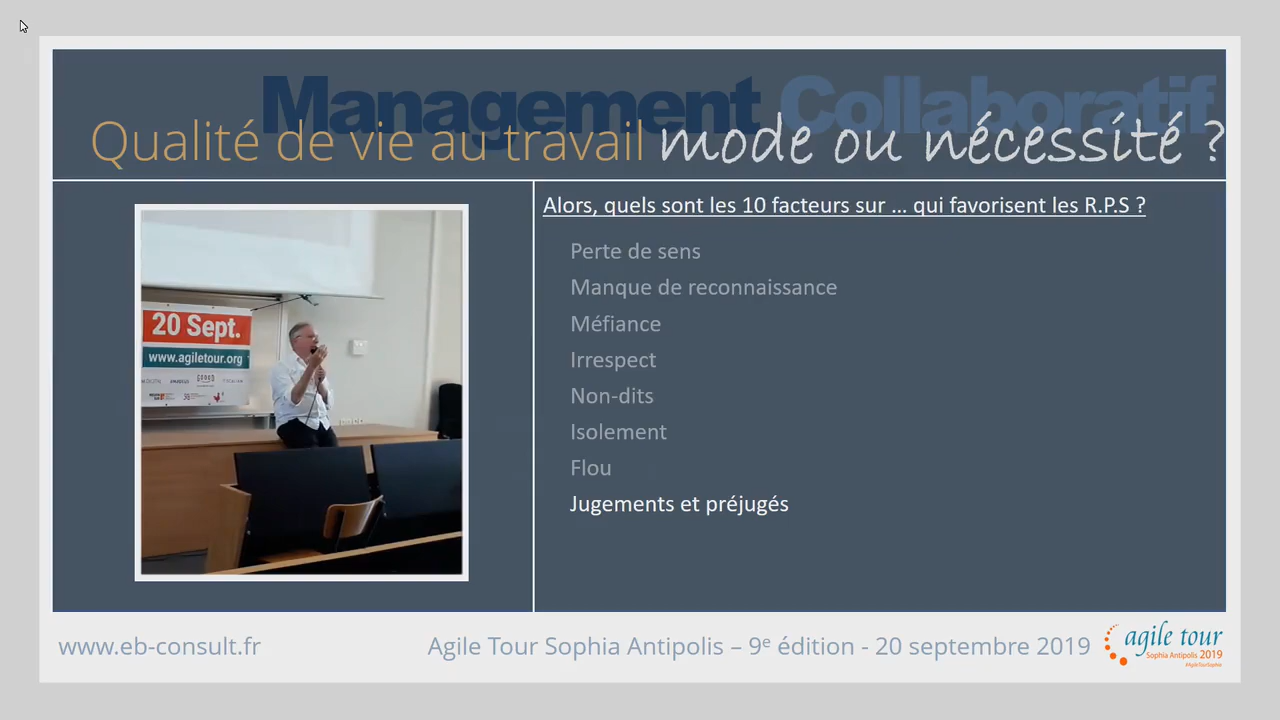 Management Collaboratif
Qualité de vie au travail mode ou nécessité ?
Alors, quels sont les 10 facteurs sur ... qui favorisent les R.P.S ?
Perte de sens
Manque de reconnaissance
Méfiance
Irrespect
Non-dits
Isolement
Flou
Jugements et préjugés
20 Sept.
www.agiletour.org
www.eb-consult.fr
Agile Tour Sophia Antipolis – 9e édition - 20 septembre 2019
agile tour
Sophia Antipolis 2019